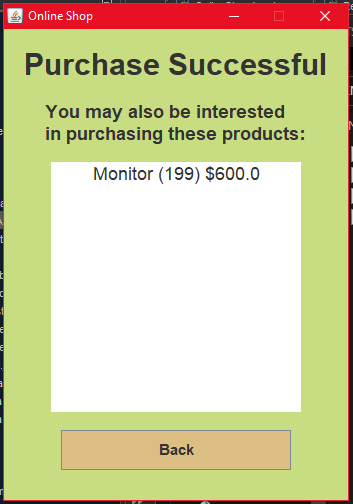 Online Shop
Purchase Successful
You may also be interested
in purchasing these products:
Monitor (199) $600.0
Back